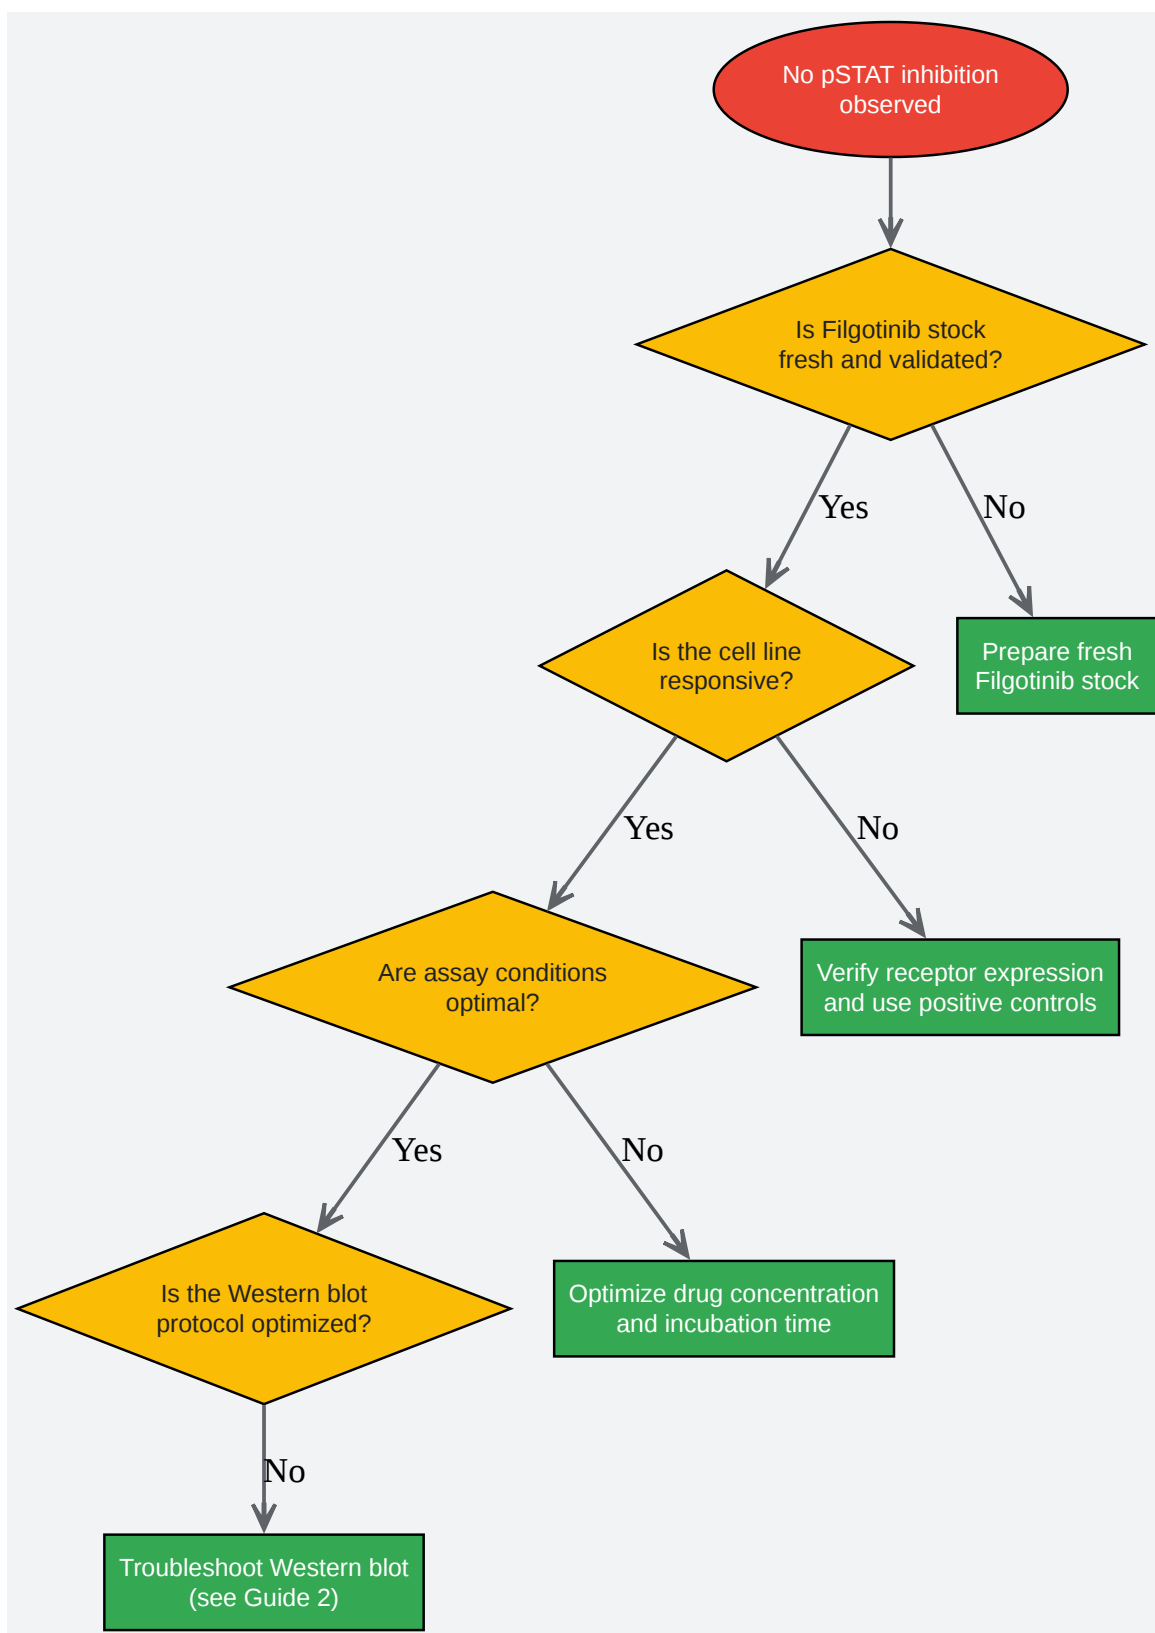 No pSTAT inhibition
observed
Is Filgotinib stock
fresh and validated?
Yes
No
Is the cell line
responsive?
Prepare fresh
Filgotinib stock
Yes
No
Are assay conditions
optimal?
Verify receptor expression
and use positive controls
Yes
No
Is the Western blot
protocol optimized?
Optimize drug concentration
and incubation time
No
Troubleshoot Western blot
(see Guide 2)